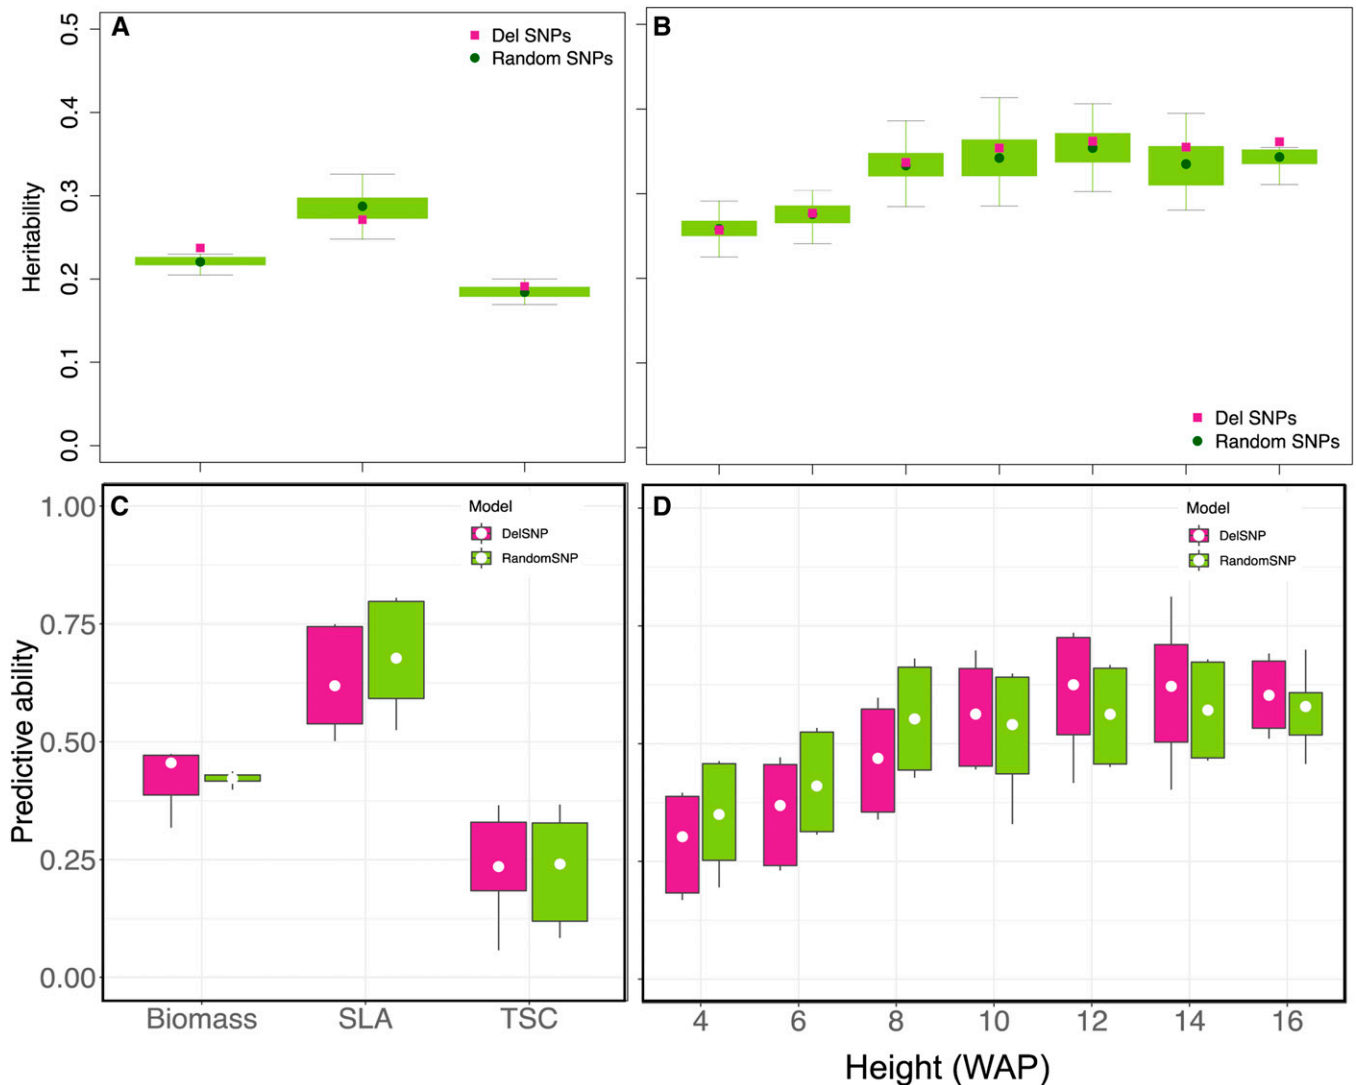 A
Del SNPs
Random SNPs
Heritability
0.5
0.4
0.3
0.2
0.1
0.0
B
Del SNPs
Random SNPs
C
Model
DelSNP
RandomSNP
Predictive ability
1.00
0.75
0.50
0.25
0.00
Biomass SLA TSC
D
Model
DelSNP
RandomSNP
4 6 8 10 12 14 16
Height (WAP)